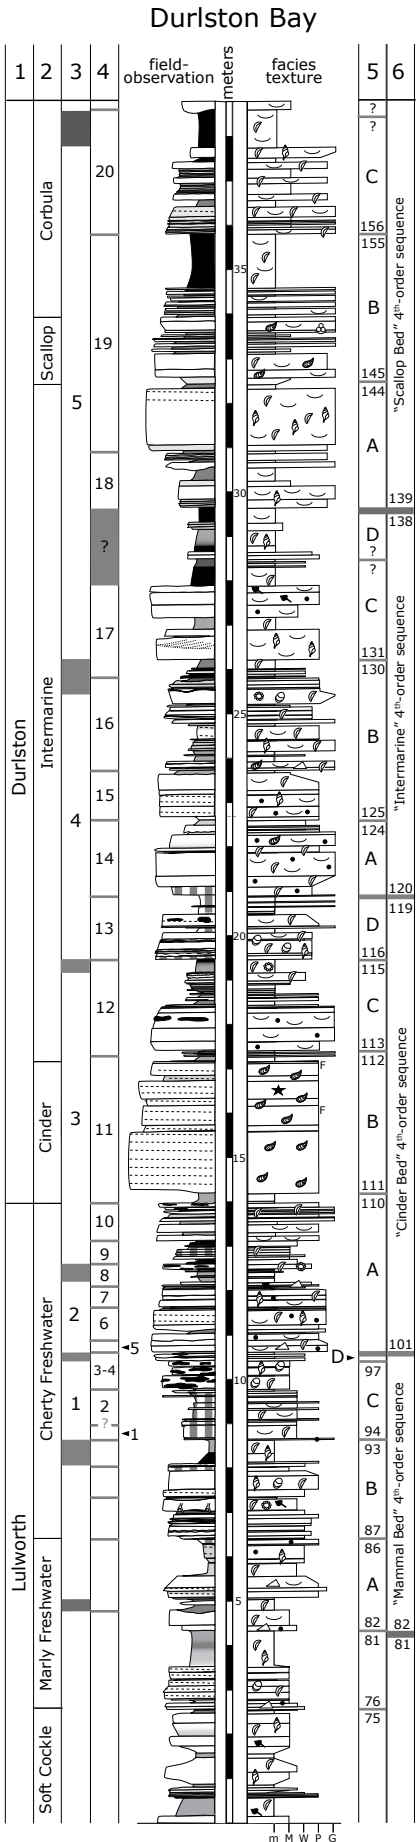 Durlston Bay
1 2 3 4 field-observation meters facies texture 5 6
Lulworth
Durlston
Soft Cockle
Marly Freshwater
Cherty Freshwater
Cinder
Intermarine
Scallop
Corbula
5
4
3
2
1
20
19
18
?
17
16
15
14
13
12
11
10
9
8
7
6
5
3-4
2
?
1
35
30
25
20
15
10
5
F
F
D
?
?
C
156
155
B
145
144
A
139
138
D
?
?
C
131
130
B
125
124
A
120
119
D
116
115
C
113
112
B
111
110
A
101
97
C
94
93
B
87
86
A
82
82
81
81
76
75
"Scallop Bed" 4th-order sequence
"Intermarine" 4th-order sequence
"Cinder Bed" 4th-order sequence
"Mammal Bed" 4th-order sequence
m M W P G